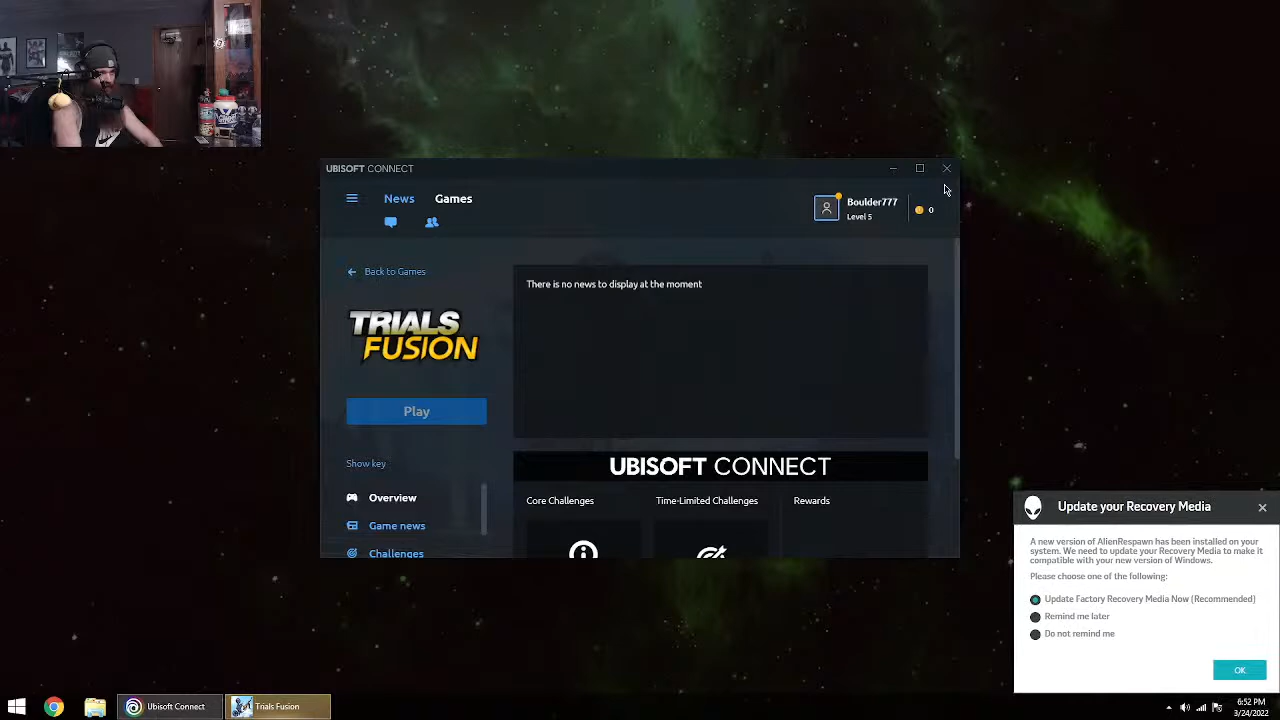 UBISOFT CONNECT
News
Games
Boulder777
Level 5
0
Back to Games
TRIALS
FUSION
Play
Show key
Overview
Game news
Challenges
There is no news to display at the moment
UBISOFT CONNECT
Core Challenges
Time-Limited Challenges
Rewards
Update your Recovery Media
A new version of AlienRespawn has been installed on your
system. We need to update your Recovery Media to make it
compatible with your new version of Windows.
Please choose one of the following:
Update Factory Recovery Media Now (Recommended)
Remind me later
Do not remind me
OK
Ubisoft Connect
Trials Fusion
6:52 PM
3/24/2022